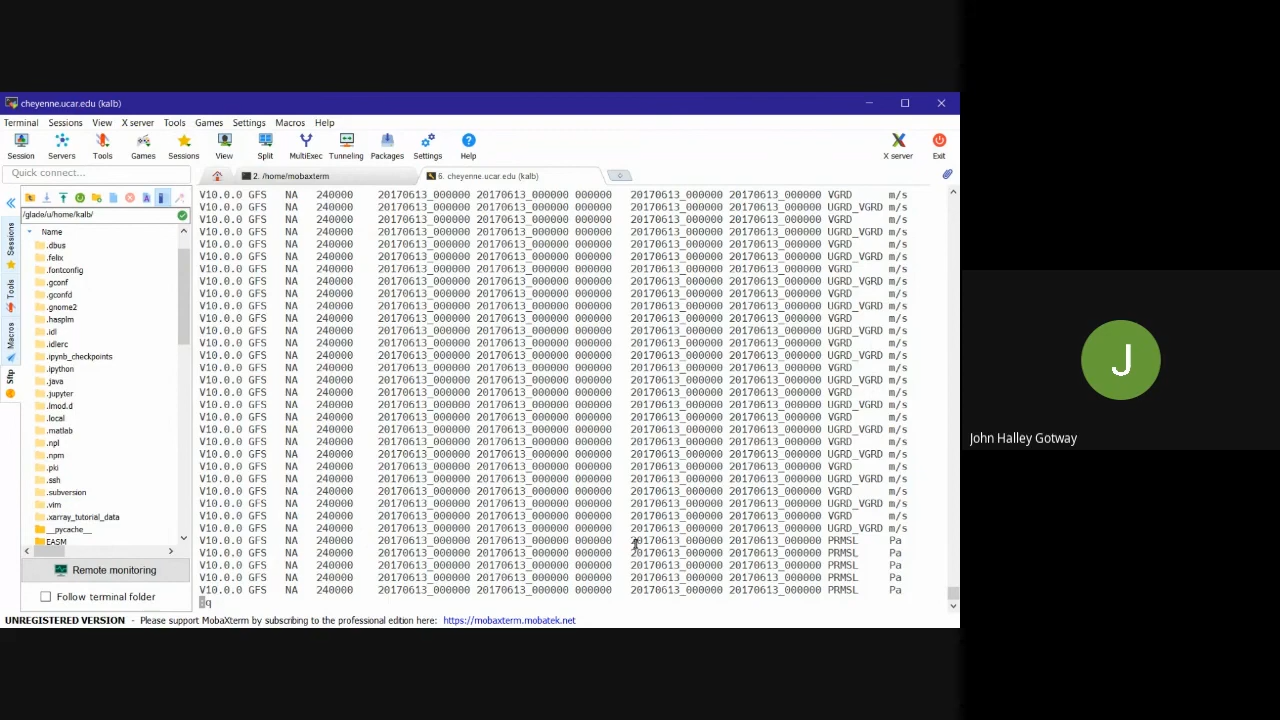 cheyenne.ucar.edu (kalb)
Terminal Sessions View X server Tools Games Settings Macros Help
Session Servers Tools Games Sessions View Split MultiExec Tunneling Packages Settings Help X server Exit
Quick connect...
2. /home/mobaxterm
6. cheyenne.ucar.edu (kalb)
/glade/u/home/kalb/
Sessions
Tools
Macros
Sftp
Name
.dbus
.felix
.fontconfig
.gconf
.gconfd
.gnome2
.hasplm
.idl
.idlerc
.ipynb_checkpoints
.ipython
.java
.jupyter
.lmod.d
.local
.matlab
.npl
.npm
.pki
.ssh
.subversion
.vim
.xarray_tutorial_data
__pycache__
EASM
Remote monitoring
Follow terminal folder
V10.0.0 GFS NA 240000 20170613_000000 20170613_000000 000000 20170613_000000 20170613_000000 VGRD m/s
V10.0.0 GFS NA 240000 20170613_000000 20170613_000000 000000 20170613_000000 20170613_000000 UGRD_VGRD m/s
V10.0.0 GFS NA 240000 20170613_000000 20170613_000000 000000 20170613_000000 20170613_000000 VGRD m/s
V10.0.0 GFS NA 240000 20170613_000000 20170613_000000 000000 20170613_000000 20170613_000000 UGRD_VGRD m/s
V10.0.0 GFS NA 240000 20170613_000000 20170613_000000 000000 20170613_000000 20170613_000000 VGRD m/s
V10.0.0 GFS NA 240000 20170613_000000 20170613_000000 000000 20170613_000000 20170613_000000 UGRD_VGRD m/s
V10.0.0 GFS NA 240000 20170613_000000 20170613_000000 000000 20170613_000000 20170613_000000 VGRD m/s
V10.0.0 GFS NA 240000 20170613_000000 20170613_000000 000000 20170613_000000 20170613_000000 UGRD_VGRD m/s
V10.0.0 GFS NA 240000 20170613_000000 20170613_000000 000000 20170613_000000 20170613_000000 VGRD m/s
V10.0.0 GFS NA 240000 20170613_000000 20170613_000000 000000 20170613_000000 20170613_000000 UGRD_VGRD m/s
V10.0.0 GFS NA 240000 20170613_000000 20170613_000000 000000 20170613_000000 20170613_000000 VGRD m/s
V10.0.0 GFS NA 240000 20170613_000000 20170613_000000 000000 20170613_000000 20170613_000000 UGRD_VGRD m/s
V10.0.0 GFS NA 240000 20170613_000000 20170613_000000 000000 20170613_000000 20170613_000000 VGRD m/s
V10.0.0 GFS NA 240000 20170613_000000 20170613_000000 000000 20170613_000000 20170613_000000 UGRD_VGRD m/s
V10.0.0 GFS NA 240000 20170613_000000 20170613_000000 000000 20170613_000000 20170613_000000 VGRD m/s
V10.0.0 GFS NA 240000 20170613_000000 20170613_000000 000000 20170613_000000 20170613_000000 UGRD_VGRD m/s
V10.0.0 GFS NA 240000 20170613_000000 20170613_000000 000000 20170613_000000 20170613_000000 VGRD m/s
V10.0.0 GFS NA 240000 20170613_000000 20170613_000000 000000 20170613_000000 20170613_000000 UGRD_VGRD m/s
V10.0.0 GFS NA 240000 20170613_000000 20170613_000000 000000 20170613_000000 20170613_000000 VGRD m/s
V10.0.0 GFS NA 240000 20170613_000000 20170613_000000 000000 20170613_000000 20170613_000000 UGRD_VGRD m/s
V10.0.0 GFS NA 240000 20170613_000000 20170613_000000 000000 20170613_000000 20170613_000000 VGRD m/s
V10.0.0 GFS NA 240000 20170613_000000 20170613_000000 000000 20170613_000000 20170613_000000 VGRD m/s
V10.0.0 GFS NA 240000 20170613_000000 20170613_000000 000000 20170613_000000 20170613_000000 VGRD m/s
V10.0.0 GFS NA 240000 20170613_000000 20170613_000000 000000 20170613_000000 20170613_000000 UGRD_VGRD m/s
V10.0.0 GFS NA 240000 20170613_000000 20170613_000000 000000 20170613_000000 20170613_000000 VGRD m/s
V10.0.0 GFS NA 240000 20170613_000000 20170613_000000 000000 20170613_000000 20170613_000000 UGRD_VGRD m/s
V10.0.0 GFS NA 240000 20170613_000000 20170613_000000 000000 20170613_000000 20170613_000000 VGRD m/s
V10.0.0 GFS NA 240000 20170613_000000 20170613_000000 000000 20170613_000000 20170613_000000 UGRD_VGRD m/s
V10.0.0 GFS NA 240000 20170613_000000 20170613_000000 000000 20170613_000000 20170613_000000 PRMSL Pa
V10.0.0 GFS NA 240000 20170613_000000 20170613_000000 000000 20170613_000000 20170613_000000 PRMSL Pa
V10.0.0 GFS NA 240000 20170613_000000 20170613_000000 000000 20170613_000000 20170613_000000 PRMSL Pa
V10.0.0 GFS NA 240000 20170613_000000 20170613_000000 000000 20170613_000000 20170613_000000 PRMSL Pa
V10.0.0 GFS NA 240000 20170613_000000 20170613_000000 000000 20170613_000000 20170613_000000 PRMSL Pa
:q
UNREGISTERED VERSION - Please support MobaXterm by subscribing to the professional edition here: https://mobaxterm.mobatek.net
J
John Halley Gotway